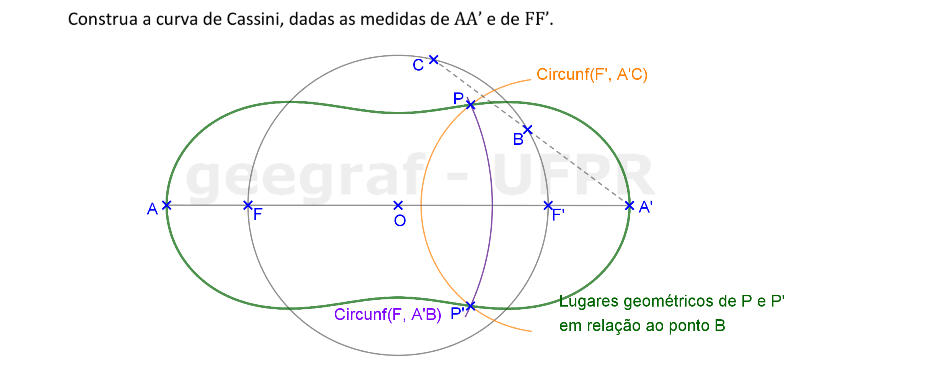 Construa a curva de Cassini, dadas as medidas de AA’ e de FF’.
C
Circunf(F', A'C)
P
B
geegraf - UFPR
A
F
O
F'
A'
Lugares geométricos de P e P'
Circunf(F, A'B)
P'
em relação ao ponto B